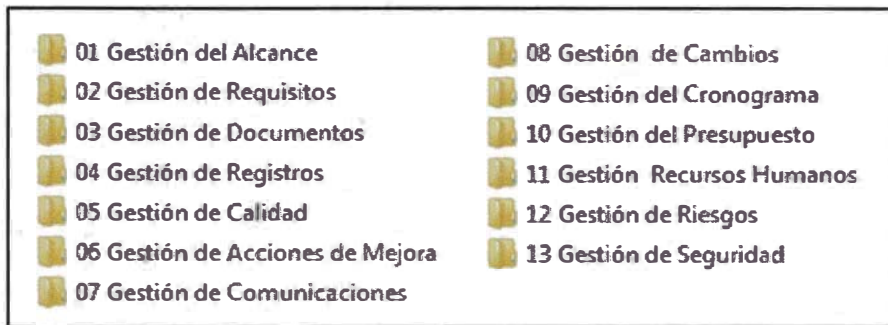 01 Gestión del Alcance
02 Gestión de Requisitos
03 Gestión de Documentos
04 Gestión de Registros
05 Gestión de Calidad
06 Gestión de Acciones de Mejora
07 Gestión de Comunicaciones
08 Gestión de Cambios
09 Gestión del Cronograma
10 Gestión del Presupuesto
11 Gestión Recursos Humanos
12 Gestión de Riesgos
13 Gestión de Seguridad